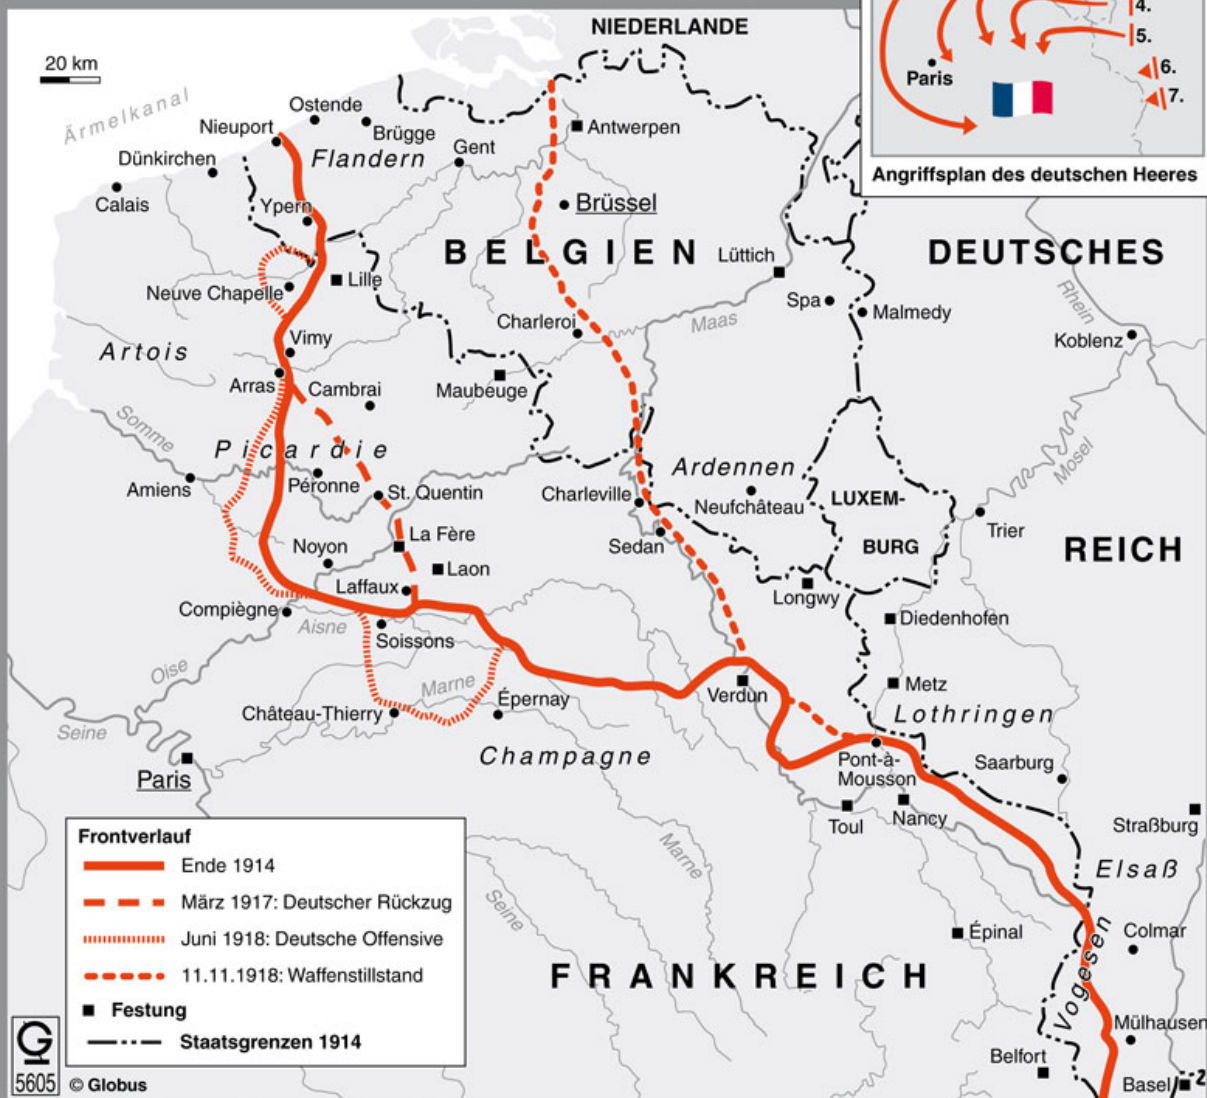 NIEDERLANDE
20 km
4.
5.
6.
7.
Paris
Angriffsplan des deutschen Heeres
Ärmelkanal
Ostende
Nieuport
Brügge
Antwerpen
Flandern
Gent
Dünkirchen
Calais
Ypern
Brüssel
BELGIEN
DEUTSCHES
Lüttich
Lille
Neuve Chapelle
Spa
Malmedy
Rhein
Charleroi
Maas
Koblenz
Vimy
Artois
Arras
Cambrai
Maubeuge
Somme
Picardie
Mosel
Ardennen
Amiens
Péronne
St. Quentin
Charleville
Neufchâteau
LUXEM-
BURG
Trier
La Fère
Noyon
Sedan
REICH
Laon
Laffaux
Longwy
Compiègne
Aisne
Diedenhofen
Soissons
Oise
Marne
Verdun
Metz
Épernay
Château-Thierry
Lothringen
Seine
Champagne
Pont-à-
Mousson
Saarburg
Paris
Toul
Nancy
Straßburg
Frontverlauf
Ende 1914
März 1917: Deutscher Rückzug
Juni 1918: Deutsche Offensive
11.11.1918: Waffenstillstand
Festung
Staatsgrenzen 1914
Marne
Seine
Elsaß
Épinal
Colmar
FRANKREICH
Vogesen
Mülhausen
Belfort
Basel
G
5605
© Globus